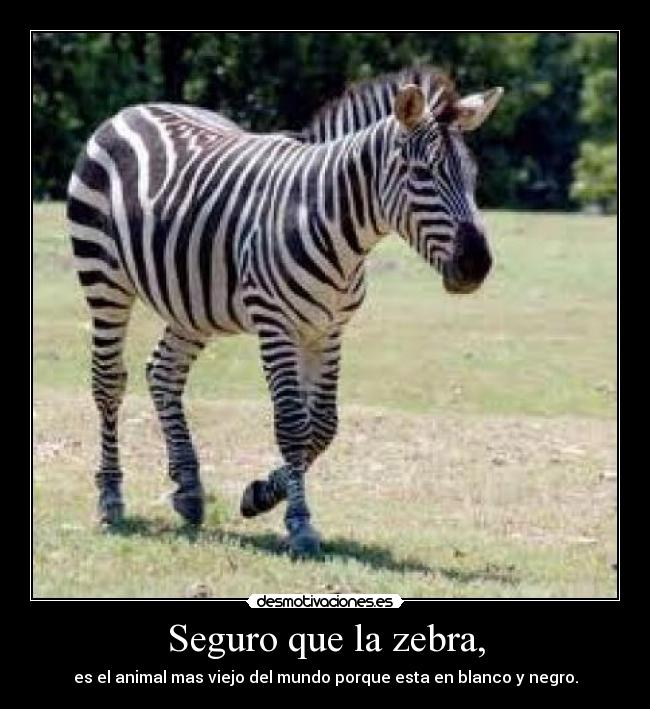 desmotivaciones.es
Seguro que la zebra,
es el animal mas viejo del mundo porque esta en blanco y negro.